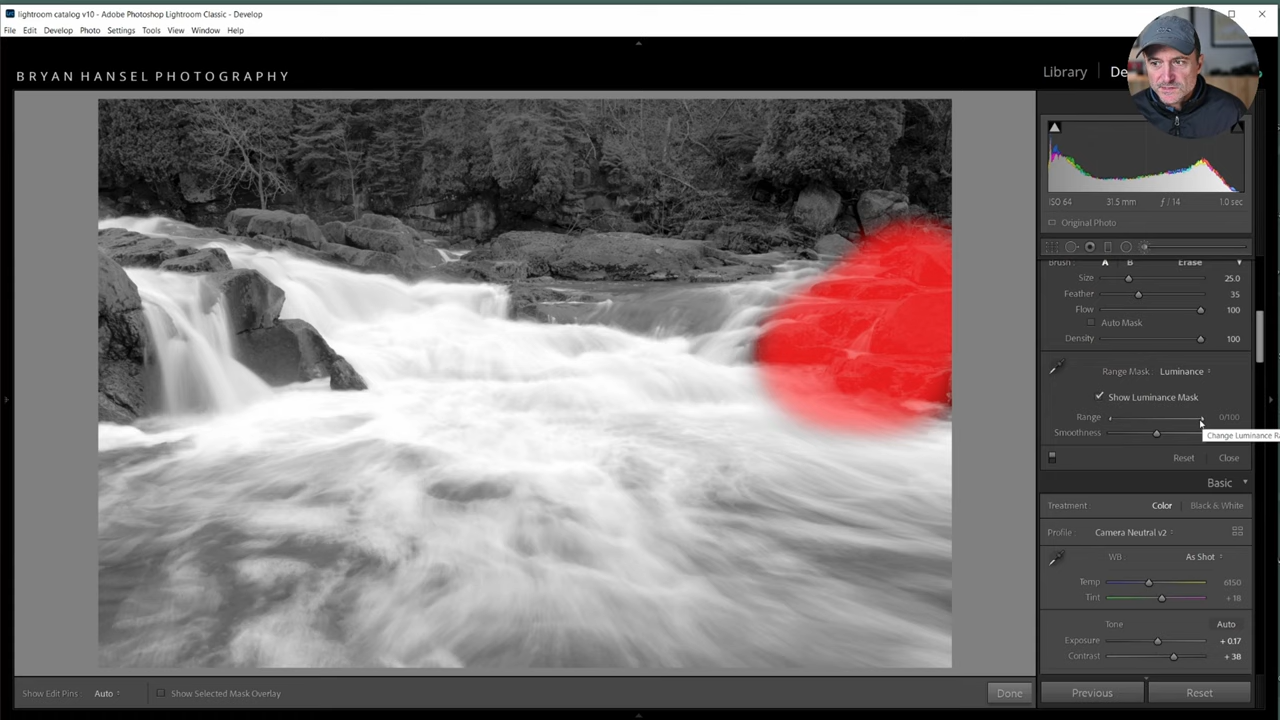 lightroom catalog v10 - Adobe Photoshop Lightroom Classic - Develop
File Edit Develop Photo Settings Tools View Window Help
BRYAN HANSEL PHOTOGRAPHY
Library
ISO 64 31.5 mm ƒ / 14 1.0 sec
Original Photo
Brush : A B Erase
Size 25.0
Feather 35
Flow 100
Auto Mask
Density 100
Range Mask : Luminance
Show Luminance Mask
Range 0/100
Smoothness
Change Luminance R
Reset Close
Basic
Treatment : Color Black & White
Profile : Camera Neutral v2
WB : As Shot
Temp 6150
Tint + 18
Tone Auto
Exposure + 0.17
Contrast + 38
Show Edit Pins : Auto Show Selected Mask Overlay Done
Previous Reset